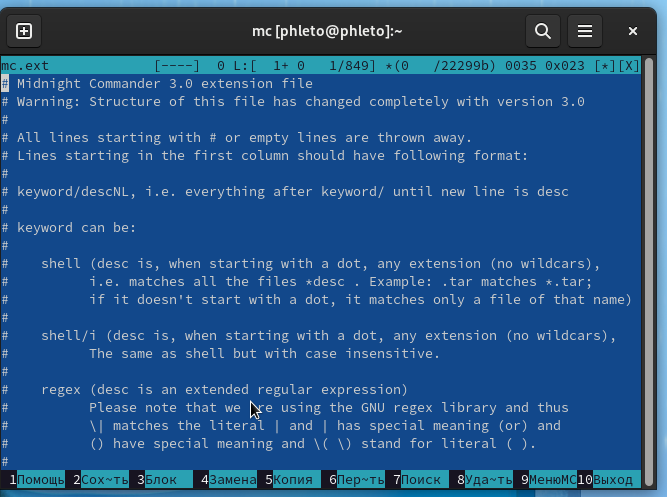 mc [phleto@phleto]:~
mc.ext [----] 0 L:[ 1+ 0 1/849] *(0 /22299b) 0035 0x023 [*][X]
# Midnight Commander 3.0 extension file
# Warning: Structure of this file has changed completely with version 3.0
#
# All lines starting with # or empty lines are thrown away.
# Lines starting in the first column should have following format:
#
# keyword/descNL, i.e. everything after keyword/ until new line is desc
#
# keyword can be:
#
# shell (desc is, when starting with a dot, any extension (no wildcars),
# i.e. matches all the files *desc . Example: .tar matches *.tar;
# if it doesn't start with a dot, it matches only a file of that name)
#
# shell/i (desc is, when starting with a dot, any extension (no wildcars),
# The same as shell but with case insensitive.
#
# regex (desc is an extended regular expression)
# Please note that we are using the GNU regex library and thus
# \| matches the literal | and | has special meaning (or) and
# () have special meaning and \( \) stand for literal ( ).
#
1Помощь 2Сох~ть 3Блок 4Замена 5Копия 6Пер~ть 7Поиск 8Уда~ть 9МенюMC 10Выход